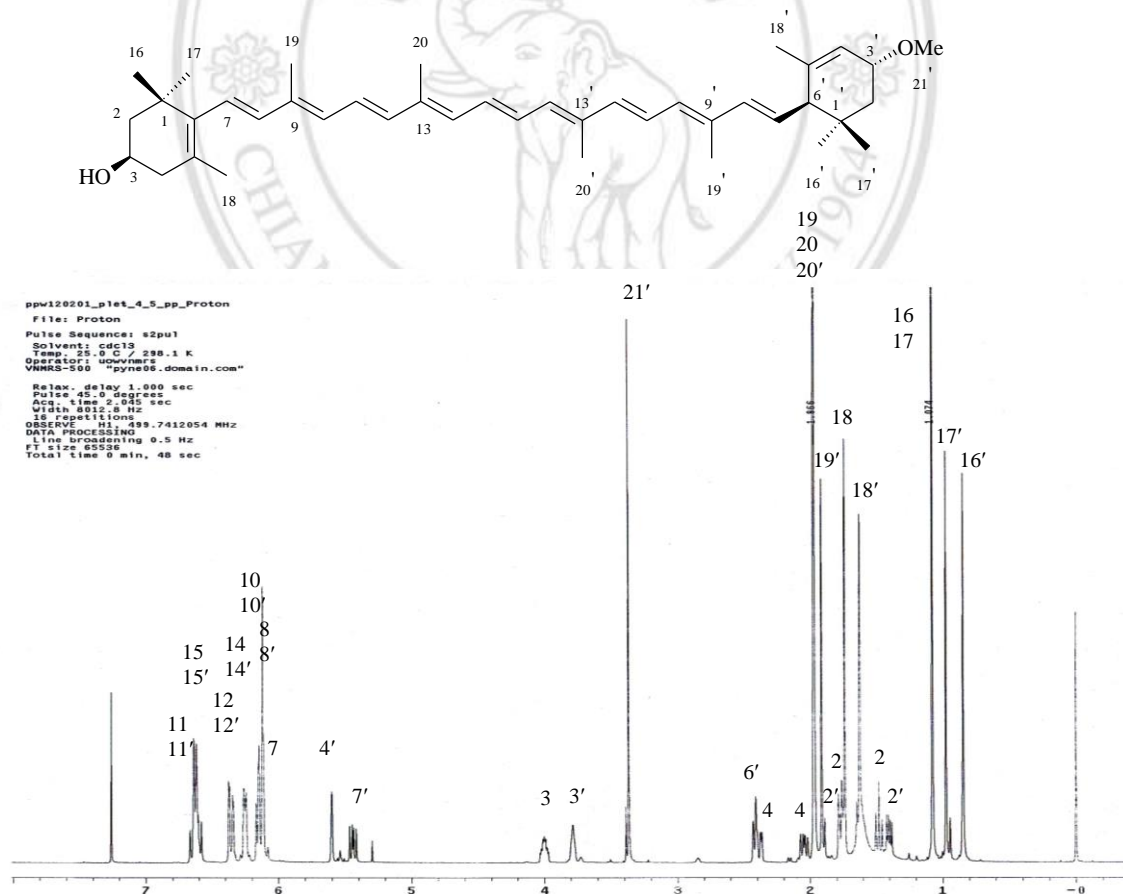 16
17
19
20
18'
3'
OMe
21'
2
1
7
9
13
13'
9'
6'
1'
HO
3
18
20'
19'
16'
17'
CHIA
1964
19
20
20'
21'
16
17
ppw120201_plet_4_5_pp_Proton
File: Proton
Pulse Sequence: s2pul
Solvent: cdcl3
Temp. 25.0 C / 298.1 K
Operator: uowvnmrs
VNMRS-500 "pyne06.domain.com"
Relax. delay 1.000 sec
Pulse 45.0 degrees
Acq. time 2.045 sec
Width 8012.8 Hz
16 repetitions
OBSERVE H1, 499.7412054 MHz
DATA PROCESSING
Line broadening 0.5 Hz
FT size 65536
Total time 0 min, 48 sec
1.966
1.074
18
17'
19'
16'
18'
10
10'
8
8'
15
15'
14
14'
12
12'
11
11'
7
4'
7'
3
3'
6'
4
4
2
2'
2
2'
7 6 5 4 3 2 1 -0